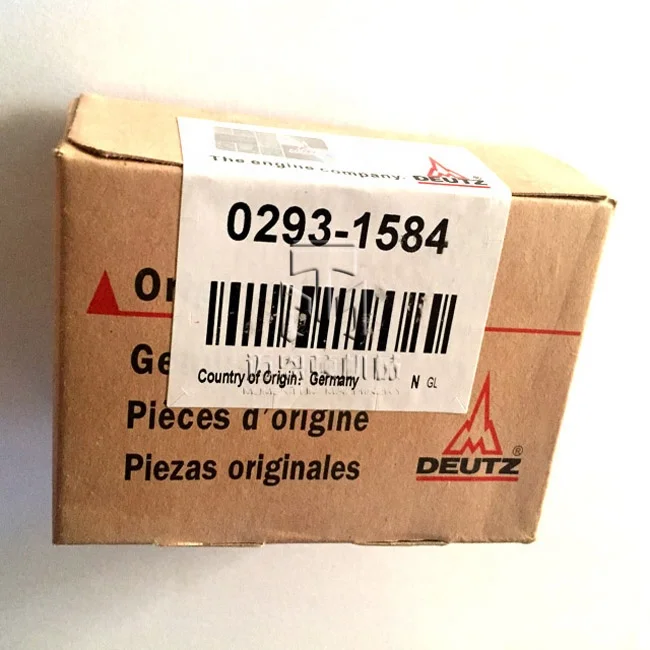 The engine company. DEUTZ
0293-1584
Or
Ge
Country of Origin: Germany N GL
Pièces d'origine
Piezas originales
DEUTZ®